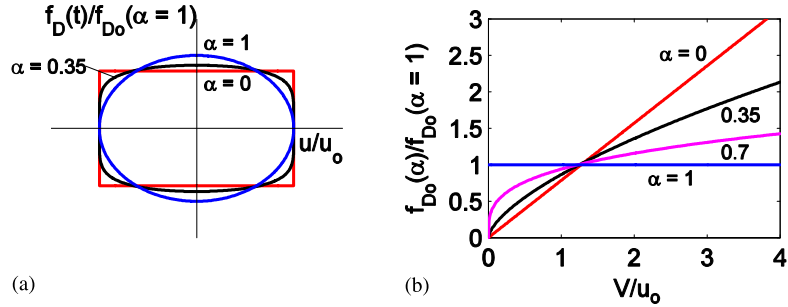 f_D(t)/f_Do(α = 1)
α = 1
α = 0.35
α = 0
u/u_o
(a)
f_Do(α)/f_Do(α = 1)
3
2.5
2
1.5
1
0.5
0
α = 0
0.35
0.7
α = 1
0 1 2 3 4
V/u_o
(b)